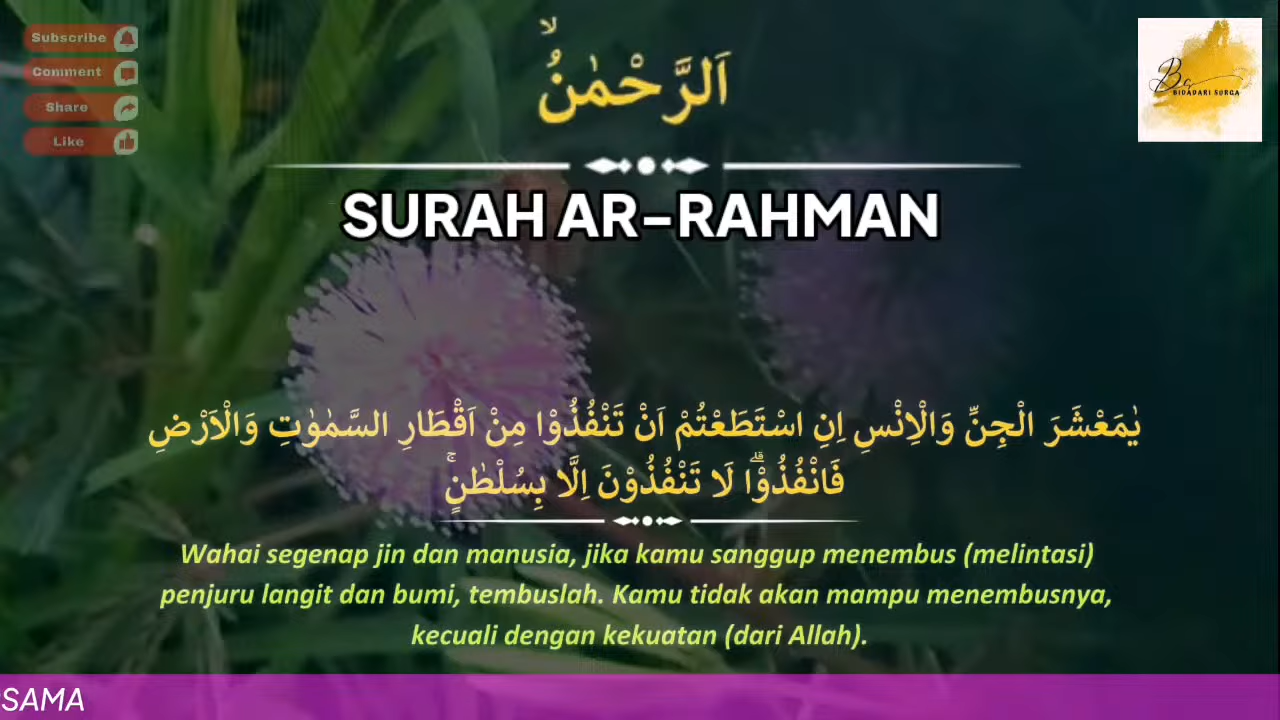 Subscribe
Comment
Share
Like
اَلرَّحْمٰنُۙ
Bs
BIDADARI SURGA
SURAH AR-RAHMAN
يٰمَعْشَرَ الْجِنِّ وَالْاِنْسِ اِنِ اسْتَطَعْتُمْ اَنْ تَنْفُذُوْا مِنْ اَقْطَارِ السَّمٰوٰتِ وَالْاَرْضِ
فَانْفُذُوْاۗ لَا تَنْفُذُوْنَ اِلَّا بِسُلْطٰنٍۚ
Wahai segenap jin dan manusia, jika kamu sanggup menembus (melintasi)
penjuru langit dan bumi, tembuslah. Kamu tidak akan mampu menembusnya,
kecuali dengan kekuatan (dari Allah).
SAMA